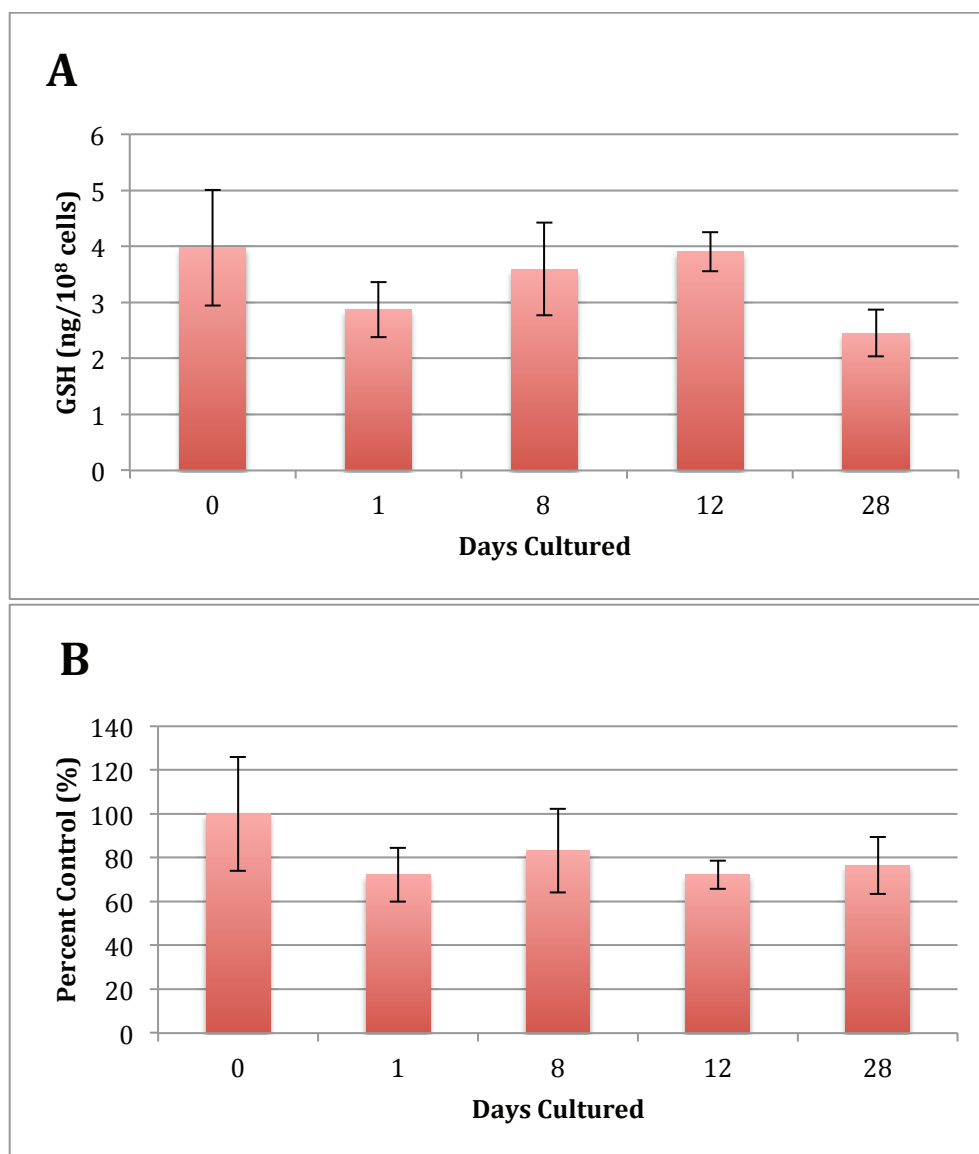 A
6
5
4
3
2
1
0
GSH (ng/10⁸ cells)
0 1 8 12 28
Days Cultured
B
140
120
100
80
60
40
20
0
Percent Control (%)
0 1 8 12 28
Days Cultured